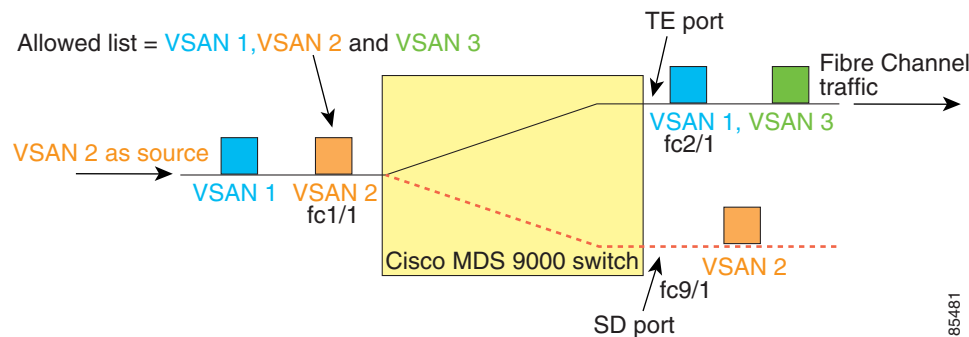 TE port
Allowed list = VSAN 1,VSAN 2 and VSAN 3
Fibre Channel
traffic
VSAN 1, VSAN 3
fc2/1
VSAN 2 as source
VSAN 1
VSAN 2
fc1/1
Cisco MDS 9000 switch
VSAN 2
fc9/1
SD port
85481